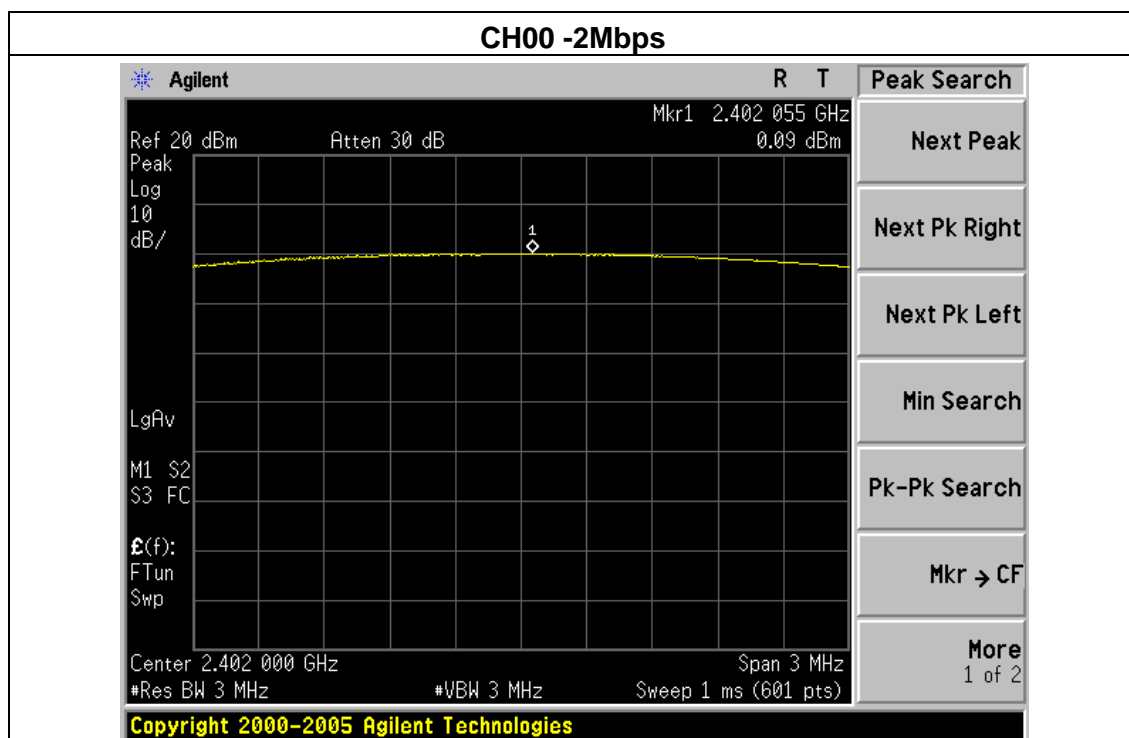 CH00 -2Mbps
Agilent R T
Peak Search
Mkr1 2.402 055 GHz
Ref 20 dBm Atten 30 dB 0.09 dBm
Peak
Log
10
dB/
1
LgAv
M1 S2
S3 FC
£(f):
FTun
Swp
Center 2.402 000 GHz Span 3 MHz
#Res BW 3 MHz #VBW 3 MHz Sweep 1 ms (601 pts)
Next Peak
Next Pk Right
Next Pk Left
Min Search
Pk-Pk Search
Mkr → CF
More
1 of 2
Copyright 2000-2005 Agilent Technologies